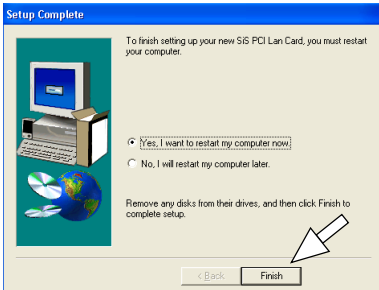 Setup Complete
To finish setting up your new SiS PCI Lan Card, you must restart
your computer.
Yes, I want to restart my computer now.
No, I will restart my computer later.
Remove any disks from their drives, and then click Finish to
complete setup.
< Back
Finish